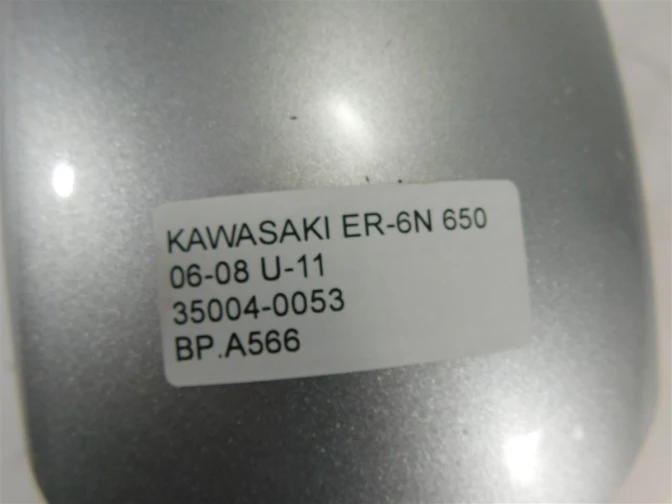 KAWASAKI ER-6N 650
06-08 U-11
35004-0053
BP.A566